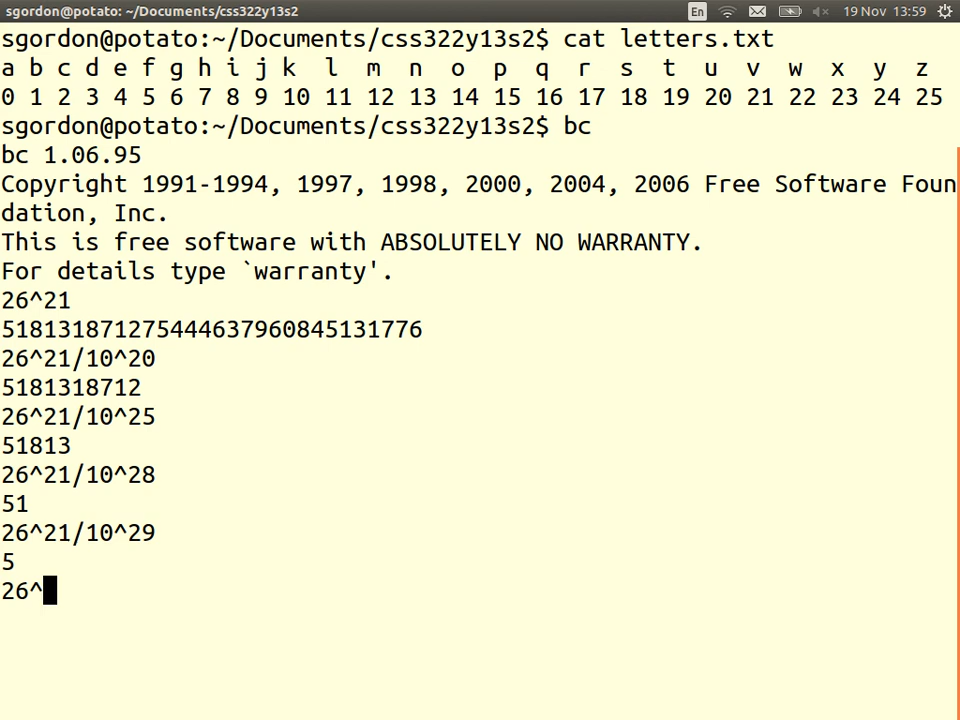 sgordon@potato: ~/Documents/css322y13s2 En 19 Nov 13:59
sgordon@potato:~/Documents/css322y13s2$ cat letters.txt
a b c d e f g h i j k l m n o p q r s t u v w x y z
0 1 2 3 4 5 6 7 8 9 10 11 12 13 14 15 16 17 18 19 20 21 22 23 24 25
sgordon@potato:~/Documents/css322y13s2$ bc
bc 1.06.95
Copyright 1991-1994, 1997, 1998, 2000, 2004, 2006 Free Software Foun
dation, Inc.
This is free software with ABSOLUTELY NO WARRANTY.
For details type `warranty'.
26^21
518131871275444637960845131776
26^21/10^20
5181318712
26^21/10^25
51813
26^21/10^28
51
26^21/10^29
5
26^